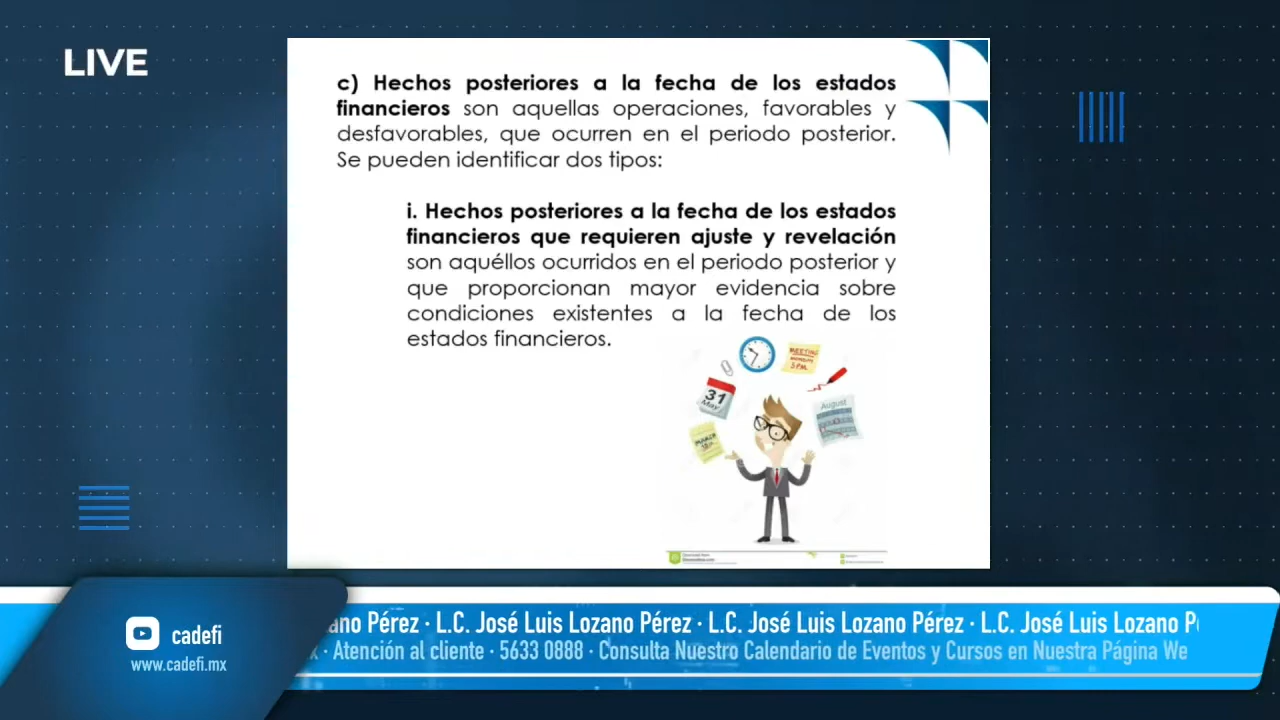 LIVE
c) Hechos posteriores a la fecha de los estados
financieros son aquellas operaciones, favorables y
desfavorables, que ocurren en el periodo posterior.
Se pueden identificar dos tipos:
i. Hechos posteriores a la fecha de los estados
financieros que requieren ajuste y revelación
son aquéllos ocurridos en el periodo posterior y
que proporcionan mayor evidencia sobre
condiciones existentes a la fecha de los
estados financieros.
MEETING
5 P.M.
31
May
August
cadefi
www.cadefi.mx
ano Pérez · L.C. José Luis Lozano Pérez · L.C. José Luis Lozano Pérez · L.C. José Luis Lozano P
x · Atención al cliente · 5633 0888 · Consulta Nuestro Calendario de Eventos y Cursos en Nuestra Página We